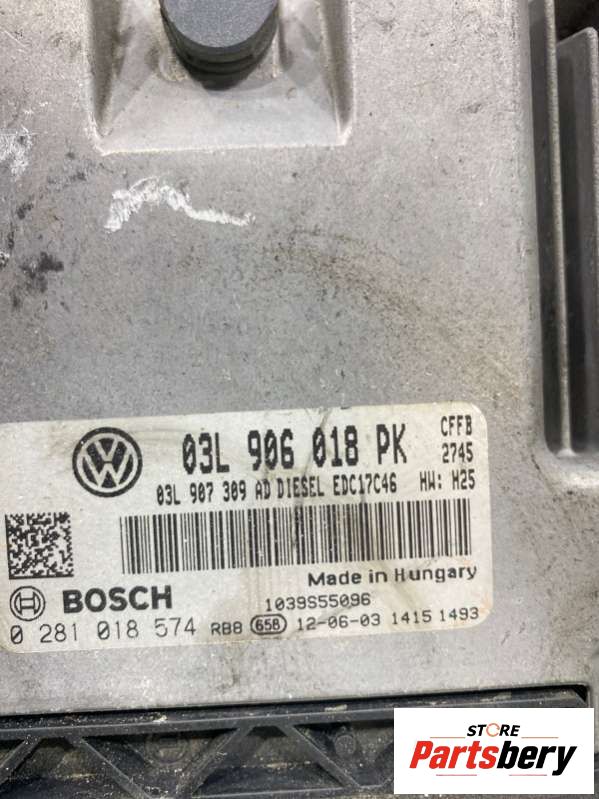 03L 906 018 PK CFFB
2745
03L 907 309 AD DIESEL EDC17C46 HW: H25
Made in Hungary
BOSCH 1039S55096
0 281 018 574 RB8 658 12-06-03 1415 1493
STORE
Partsbery